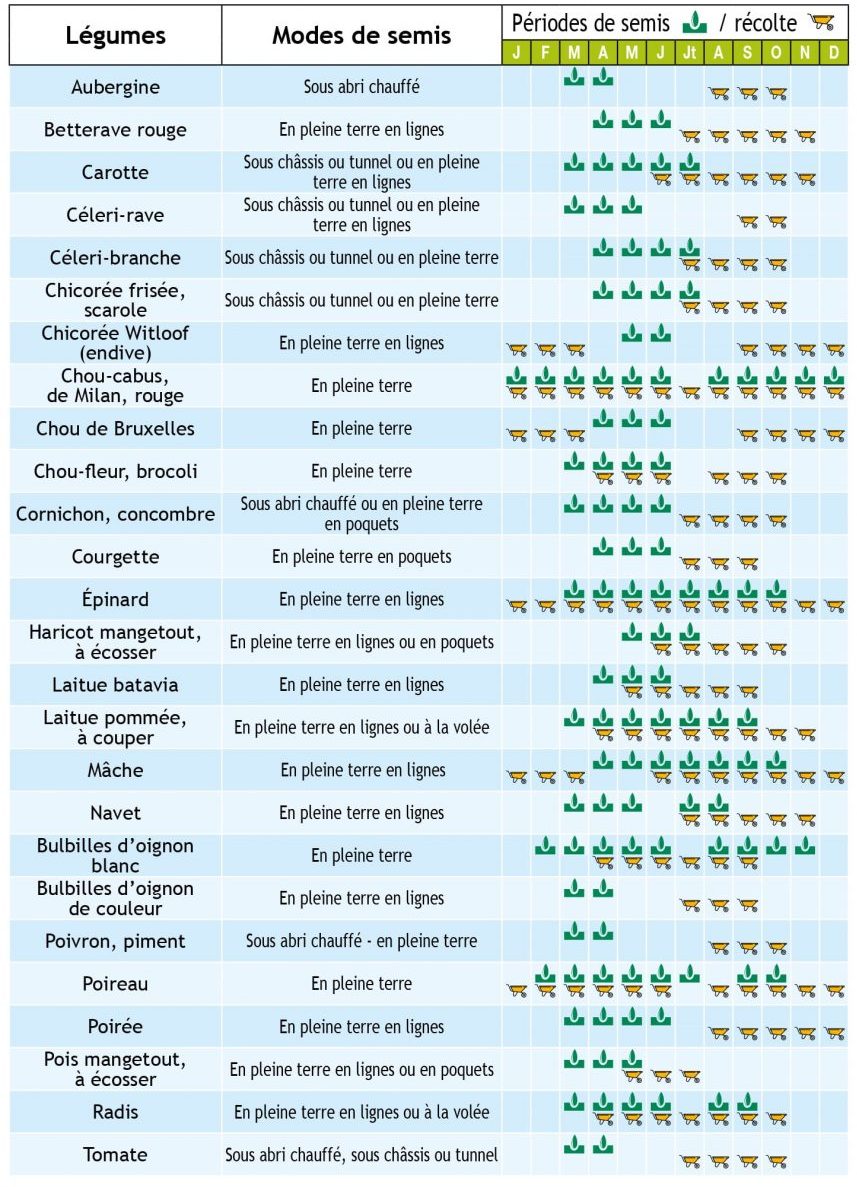 Légumes
Modes de semis
Périodes de semis / récolte
J F M A M J Jt A S O N D
Aubergine
Sous abri chauffé
Betterave rouge
En pleine terre en lignes
Carotte
Sous châssis ou tunnel ou en pleine
terre en lignes
Céleri-rave
Sous châssis ou tunnel ou en pleine
terre en lignes
Céleri-branche
Sous châssis ou tunnel ou en pleine terre
Chicorée frisée,
scarole
Sous châssis ou tunnel ou en pleine terre
Chicorée Witloof
(endive)
En pleine terre en lignes
Chou-cabus,
de Milan, rouge
En pleine terre
Chou de Bruxelles
En pleine terre
Chou-fleur, brocoli
En pleine terre
Cornichon, concombre
Sous abri chauffé ou en pleine terre
en poquets
Courgette
En pleine terre en poquets
Épinard
En pleine terre en lignes
Haricot mangetout,
à écosser
En pleine terre en lignes ou en poquets
Laitue batavia
En pleine terre en lignes
Laitue pommée,
à couper
En pleine terre en lignes ou à la volée
Mâche
En pleine terre en lignes
Navet
En pleine terre en lignes
Bulbilles d'oignon
blanc
En pleine terre
Bulbilles d'oignon
de couleur
En pleine terre en lignes
Poivron, piment
Sous abri chauffé - en pleine terre
Poireau
En pleine terre
Poirée
En pleine terre en lignes
Pois mangetout,
à écosser
En pleine terre en lignes ou en poquets
Radis
En pleine terre en lignes ou à la volée
Tomate
Sous abri chauffé, sous châssis ou tunnel